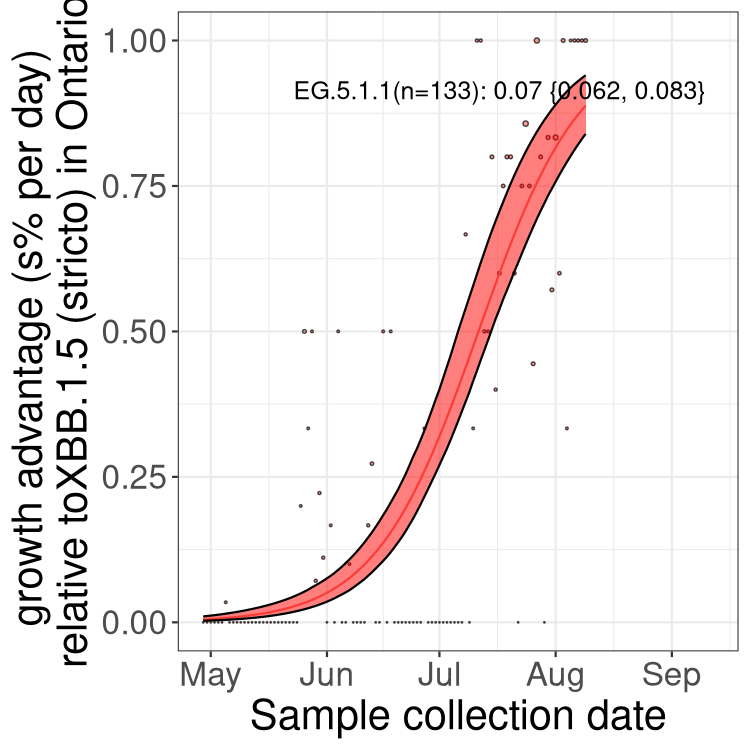 growth advantage (s% per day)
relative toXBB.1.5 (stricto) in Ontario
1.00
0.75
0.50
0.25
0.00
EG.5.1.1(n=133): 0.07 {0.062, 0.083}
May Jun Jul Aug Sep
Sample collection date